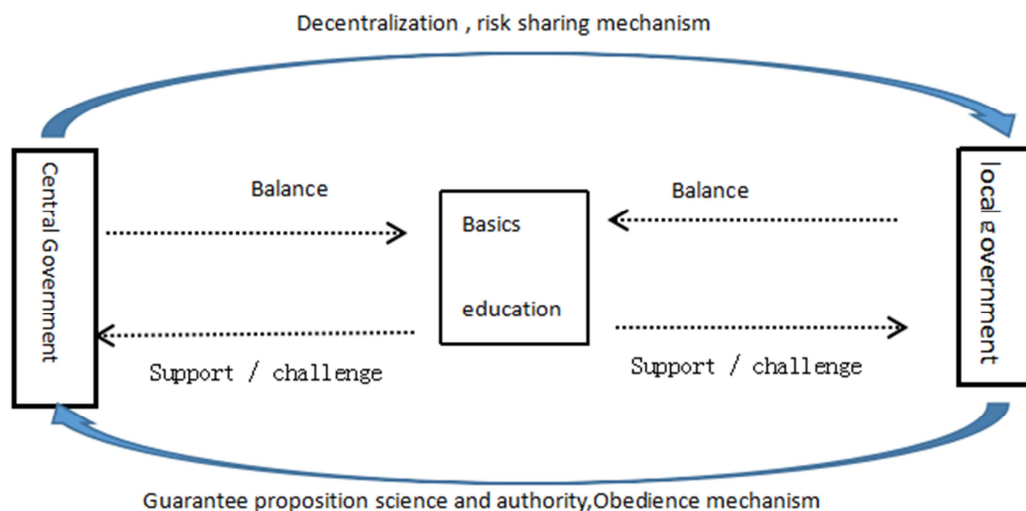 Decentralization , risk sharing mechanism
Central Government
Balance
Basics
education
Balance
local government
Support / challenge
Support / challenge
Guarantee proposition science and authority,Obedience mechanism